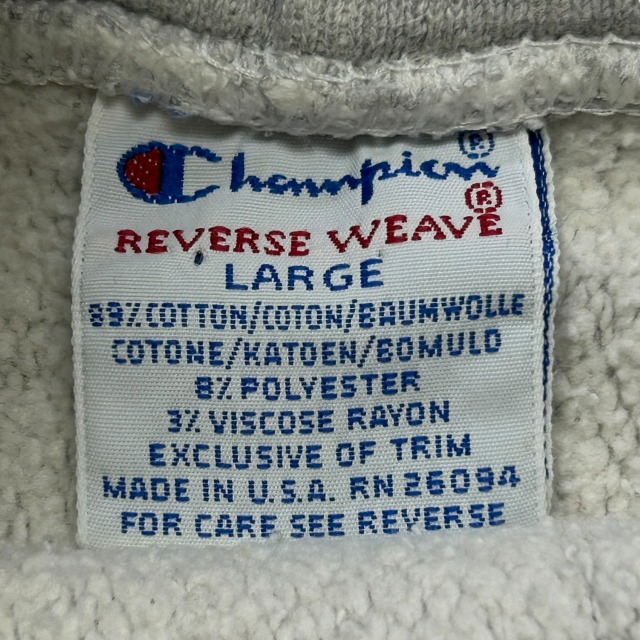 Champion®
REVERSE WEAVE®
LARGE
89% COTTON/COTON/BAUMWOLLE
COTONE/KATOEN/BOMULD
8% POLYESTER
3% VISCOSE RAYON
EXCLUSIVE OF TRIM
MADE IN U.S.A. RN 26094
FOR CARE SEE REVERSE